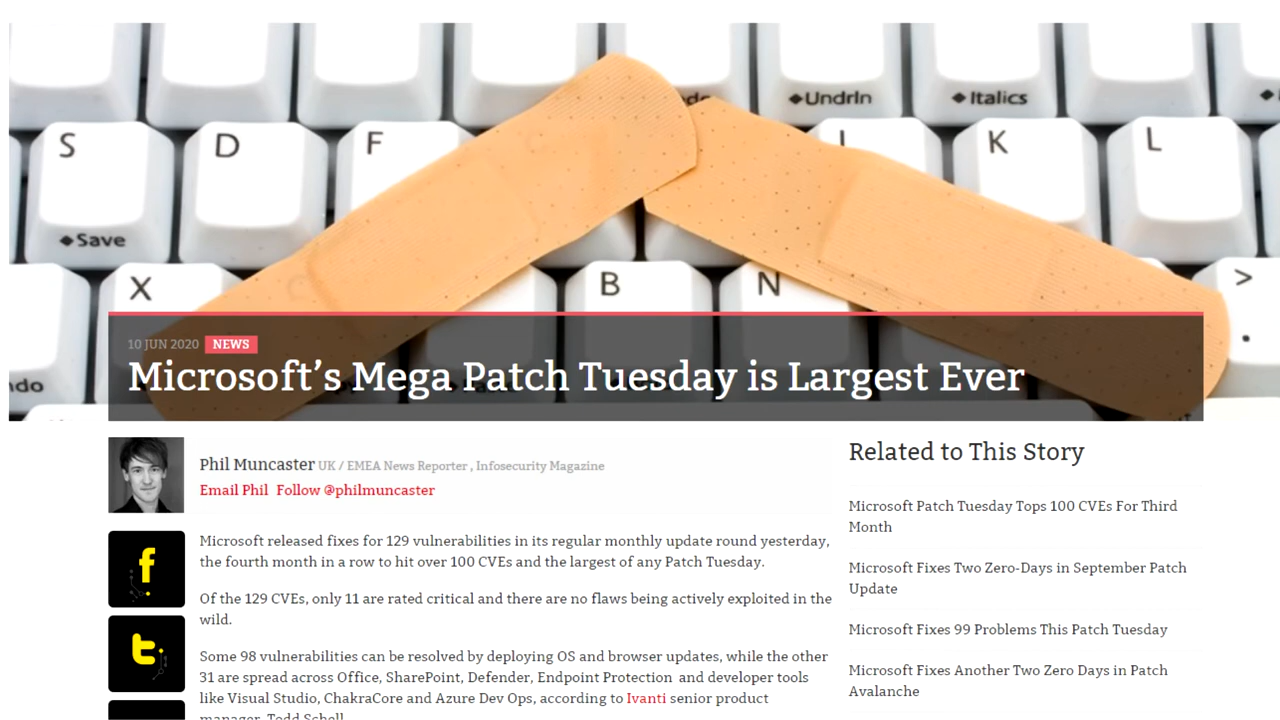 ◆Undrln
◆Italics
S
D
F
K
L
◆Save
X
B
N
>
.
10 JUN 2020 NEWS
Microsoft's Mega Patch Tuesday is Largest Ever
Phil Muncaster UK / EMEA News Reporter , Infosecurity Magazine
Email Phil Follow @philmuncaster
f
t
Microsoft released fixes for 129 vulnerabilities in its regular monthly update round yesterday,
the fourth month in a row to hit over 100 CVEs and the largest of any Patch Tuesday.
Of the 129 CVEs, only 11 are rated critical and there are no flaws being actively exploited in the
wild.
Some 98 vulnerabilities can be resolved by deploying OS and browser updates, while the other
31 are spread across Office, SharePoint, Defender, Endpoint Protection and developer tools
like Visual Studio, ChakraCore and Azure Dev Ops, according to Ivanti senior product
manager, Todd Schell
Related to This Story
Microsoft Patch Tuesday Tops 100 CVEs For Third
Month
Microsoft Fixes Two Zero-Days in September Patch
Update
Microsoft Fixes 99 Problems This Patch Tuesday
Microsoft Fixes Another Two Zero Days in Patch
Avalanche